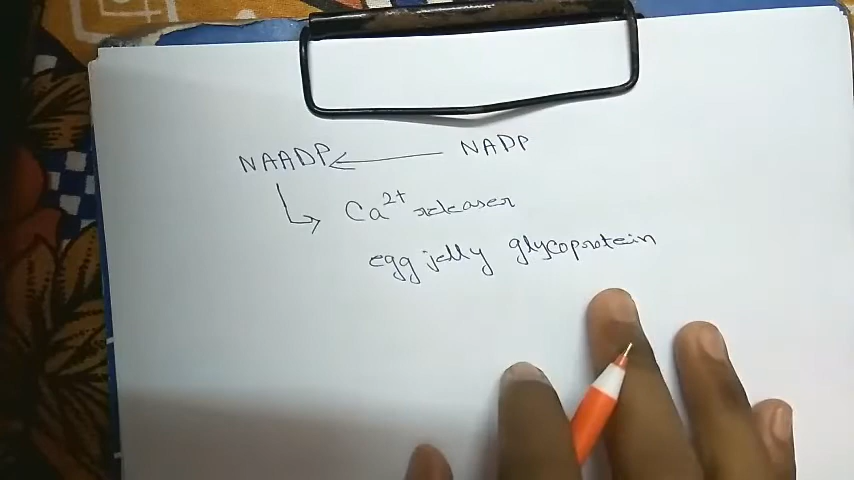 NAADP ← NADP
↳ Ca²⁺ releaser
egg jelly glycoprotein